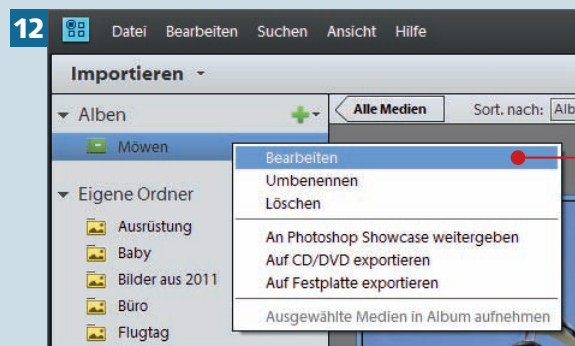 12
Datei Bearbeiten Suchen Ansicht Hilfe
Importieren
Alben
Alle Medien Sort. nach: Alb
Möwen
Bearbeiten
Umbenennen
Löschen
An Photoshop Showcase weitergeben
Auf CD/DVD exportieren
Auf Festplatte exportieren
Ausgewählte Medien in Album aufnehmen
Eigene Ordner
Ausrüstung
Baby
Bilder aus 2011
Büro
Flugtag